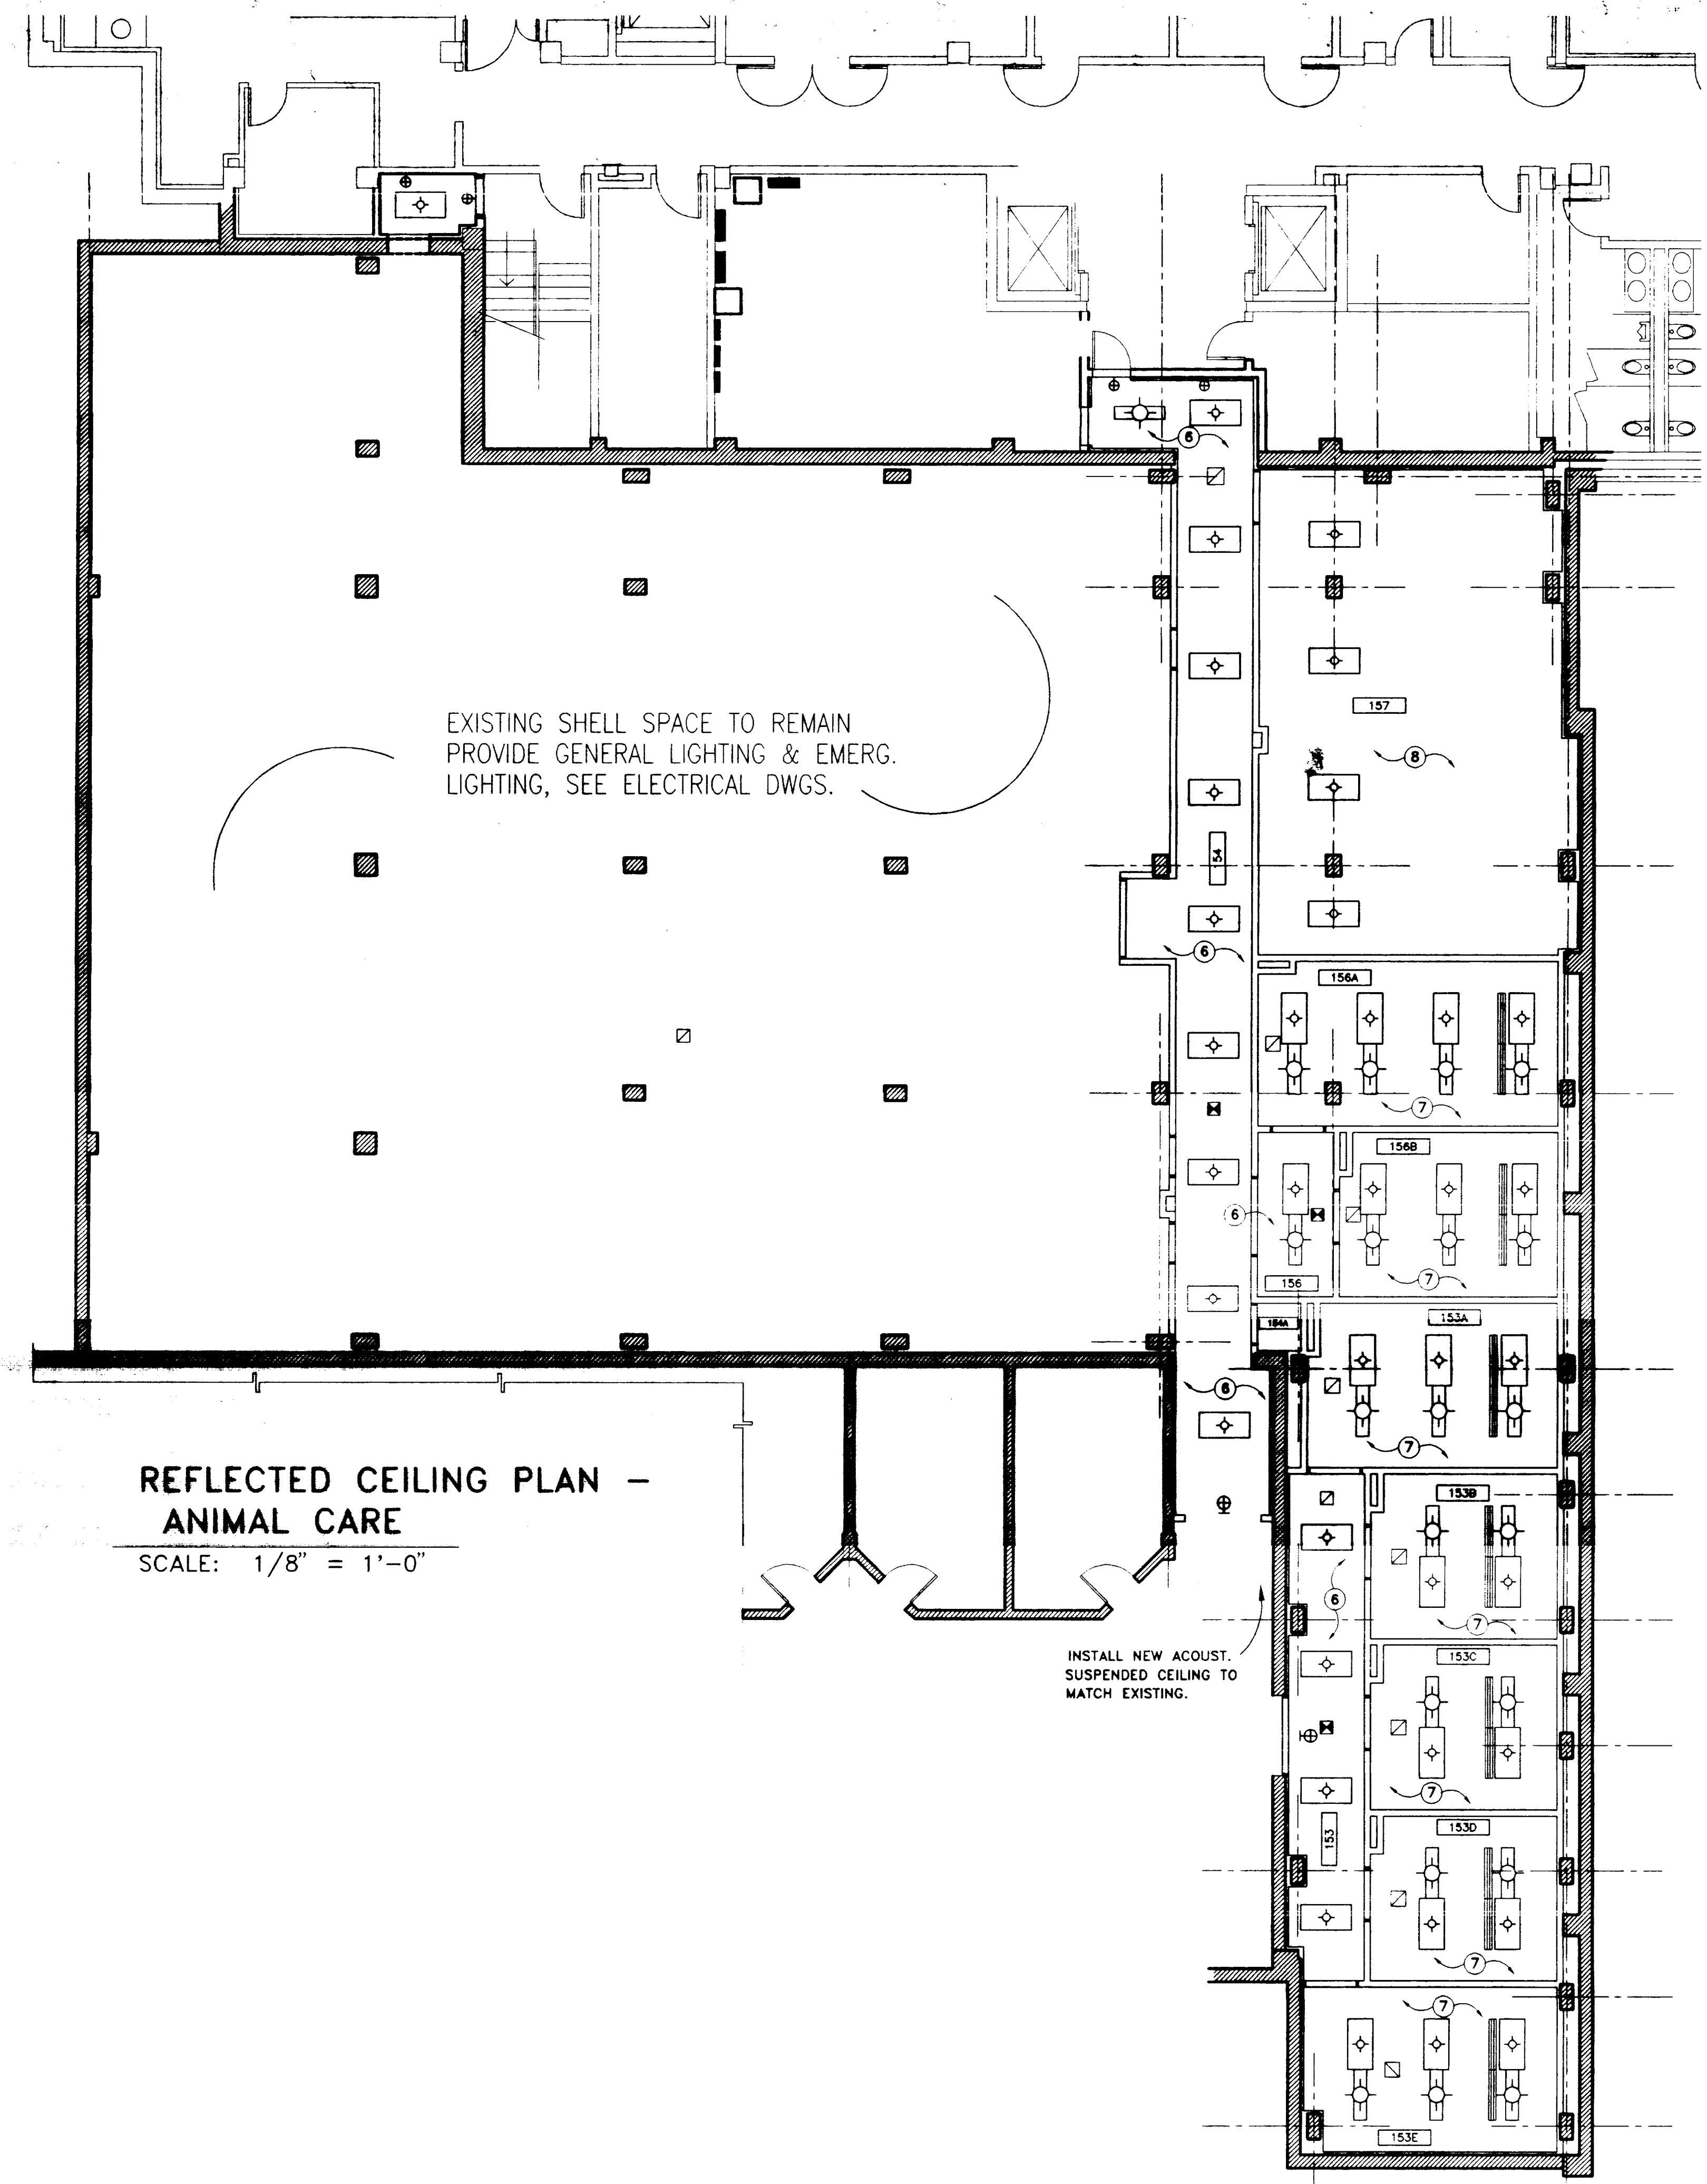 6
157
EXISTING SHELL SPACE TO REMAIN
PROVIDE GENERAL LIGHTING & EMERG.
LIGHTING, SEE ELECTRICAL DWGS.
8
154
6
156A
7
156B
6
7
156
153A
154A
6
7
REFLECTED CEILING PLAN –
ANIMAL CARE
SCALE: 1/8" = 1'-0"
153B
6
7
INSTALL NEW ACOUST.
SUSPENDED CEILING TO
MATCH EXISTING.
153C
7
153D
153
7
7
153E